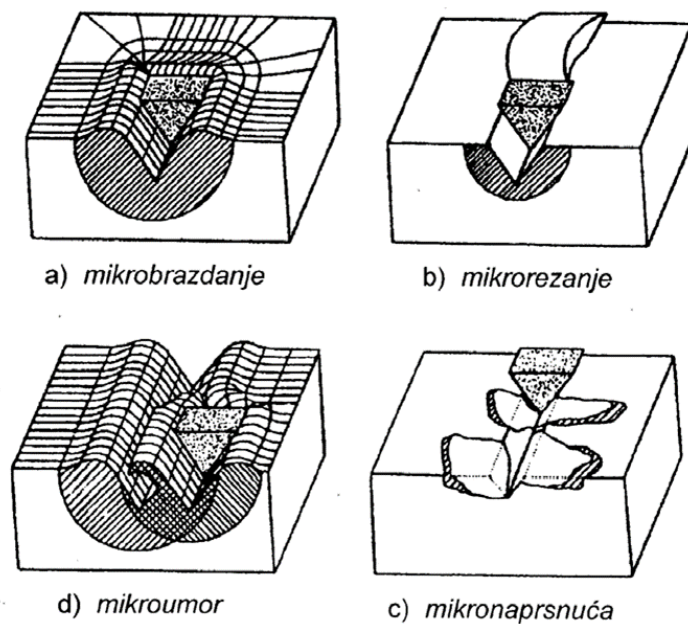 a) mikrobrazdanje
b) mikrorezanje
d) mikroumor
c) mikronaprsnuća